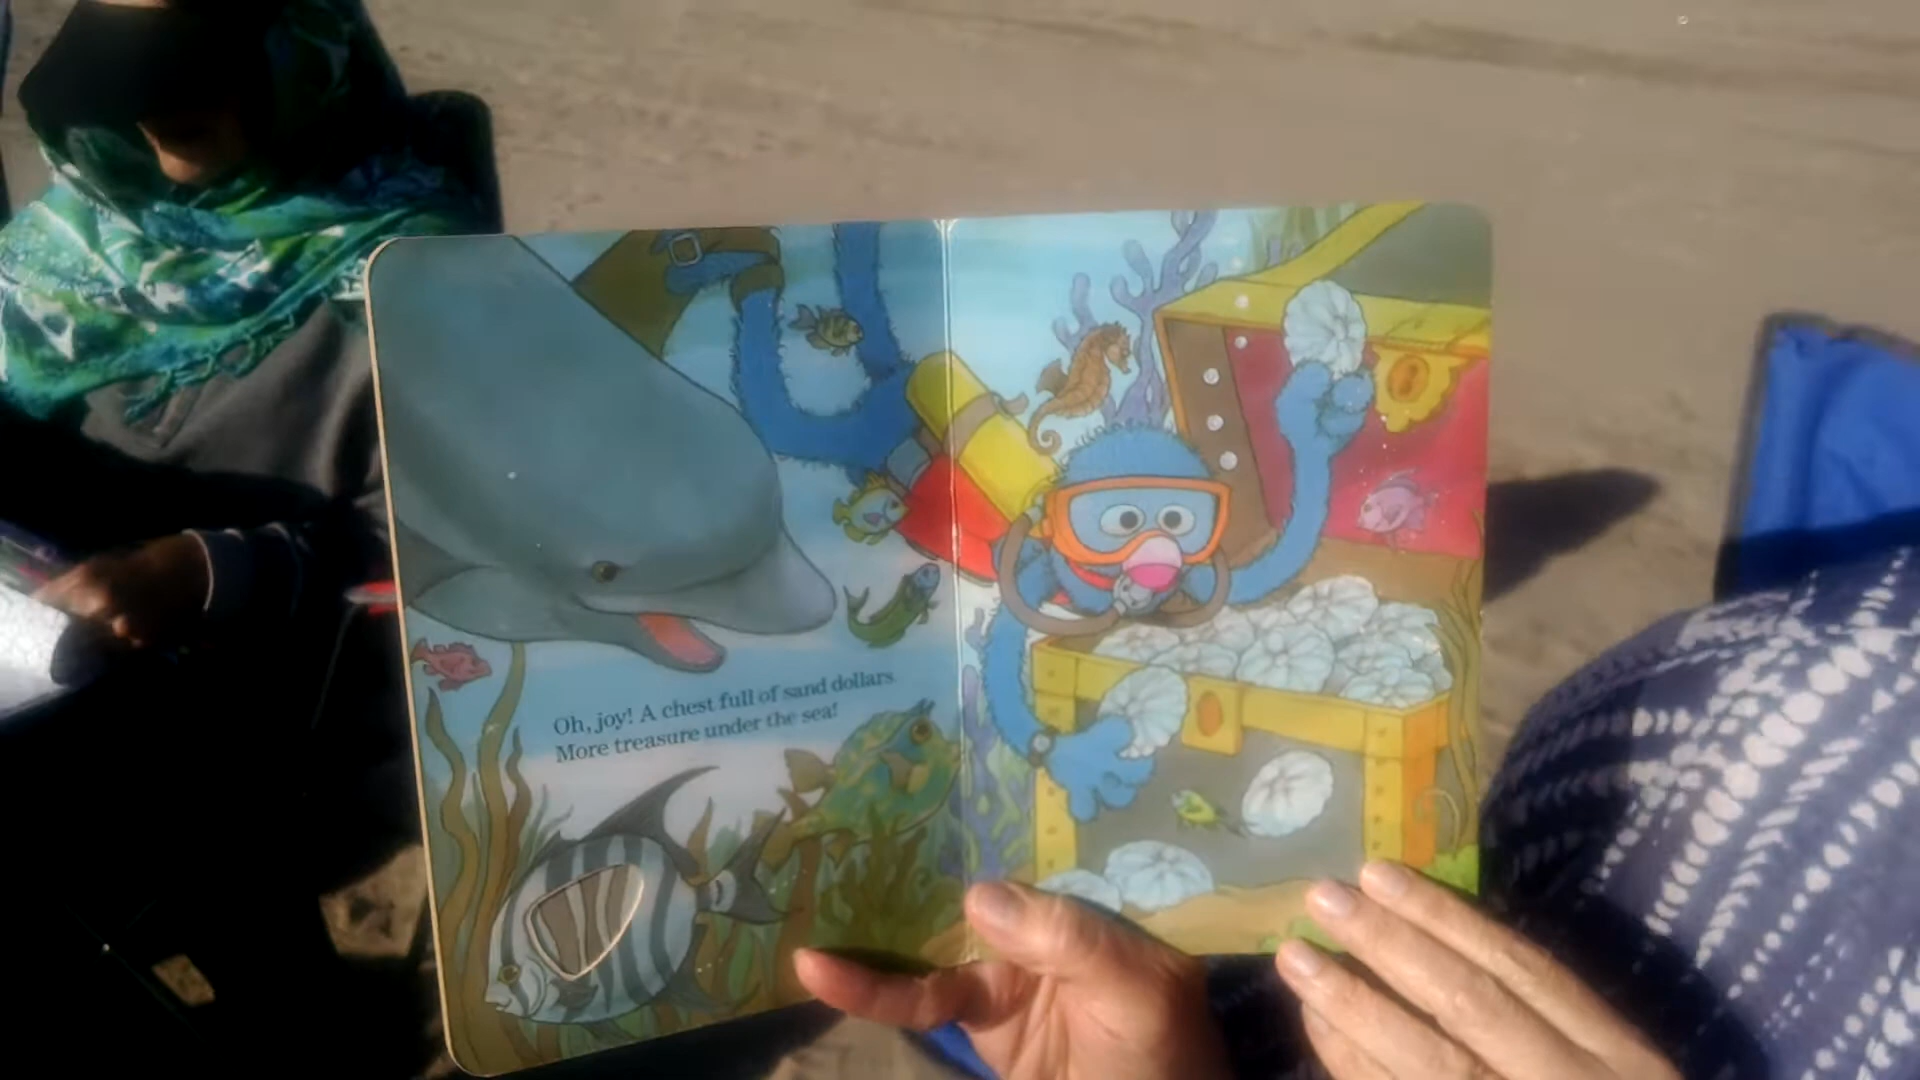 Oh, joy! A chest full of sand dollars.
More treasure under the sea!